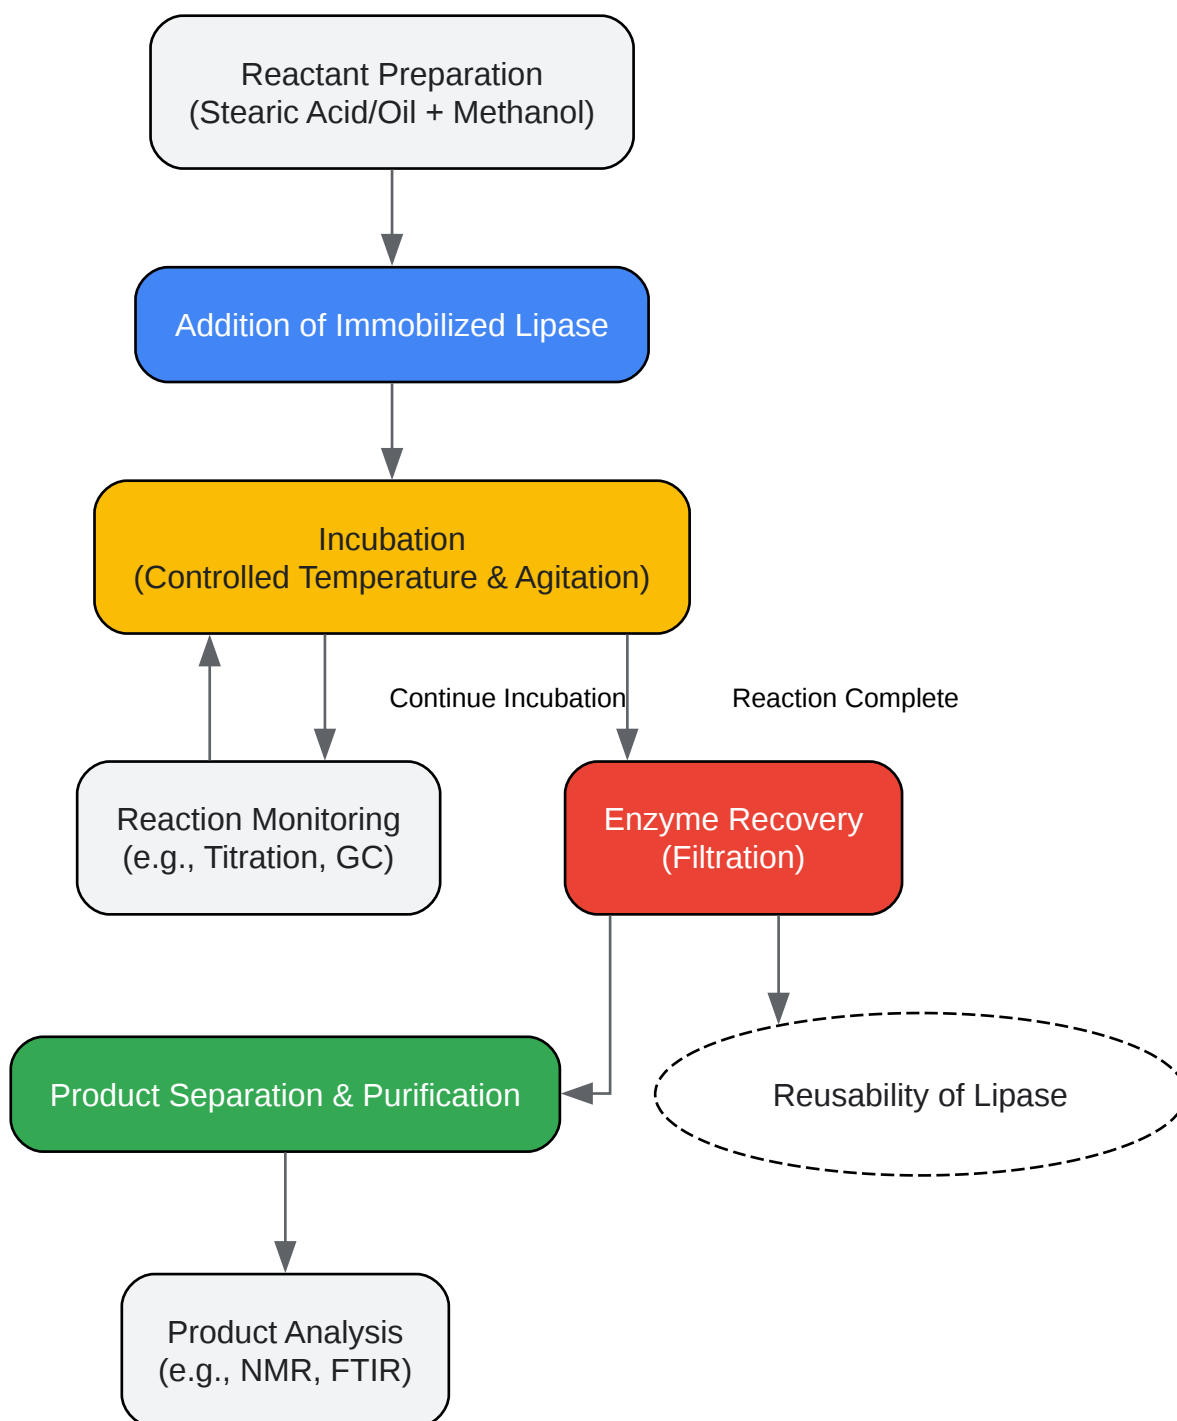 Reactant Preparation
(Stearic Acid/Oil + Methanol)
Addition of Immobilized Lipase
Incubation
(Controlled Temperature & Agitation)
Continue Incubation
Reaction Complete
Reaction Monitoring
(e.g., Titration, GC)
Enzyme Recovery
(Filtration)
Product Separation & Purification
Reusability of Lipase
Product Analysis
(e.g., NMR, FTIR)